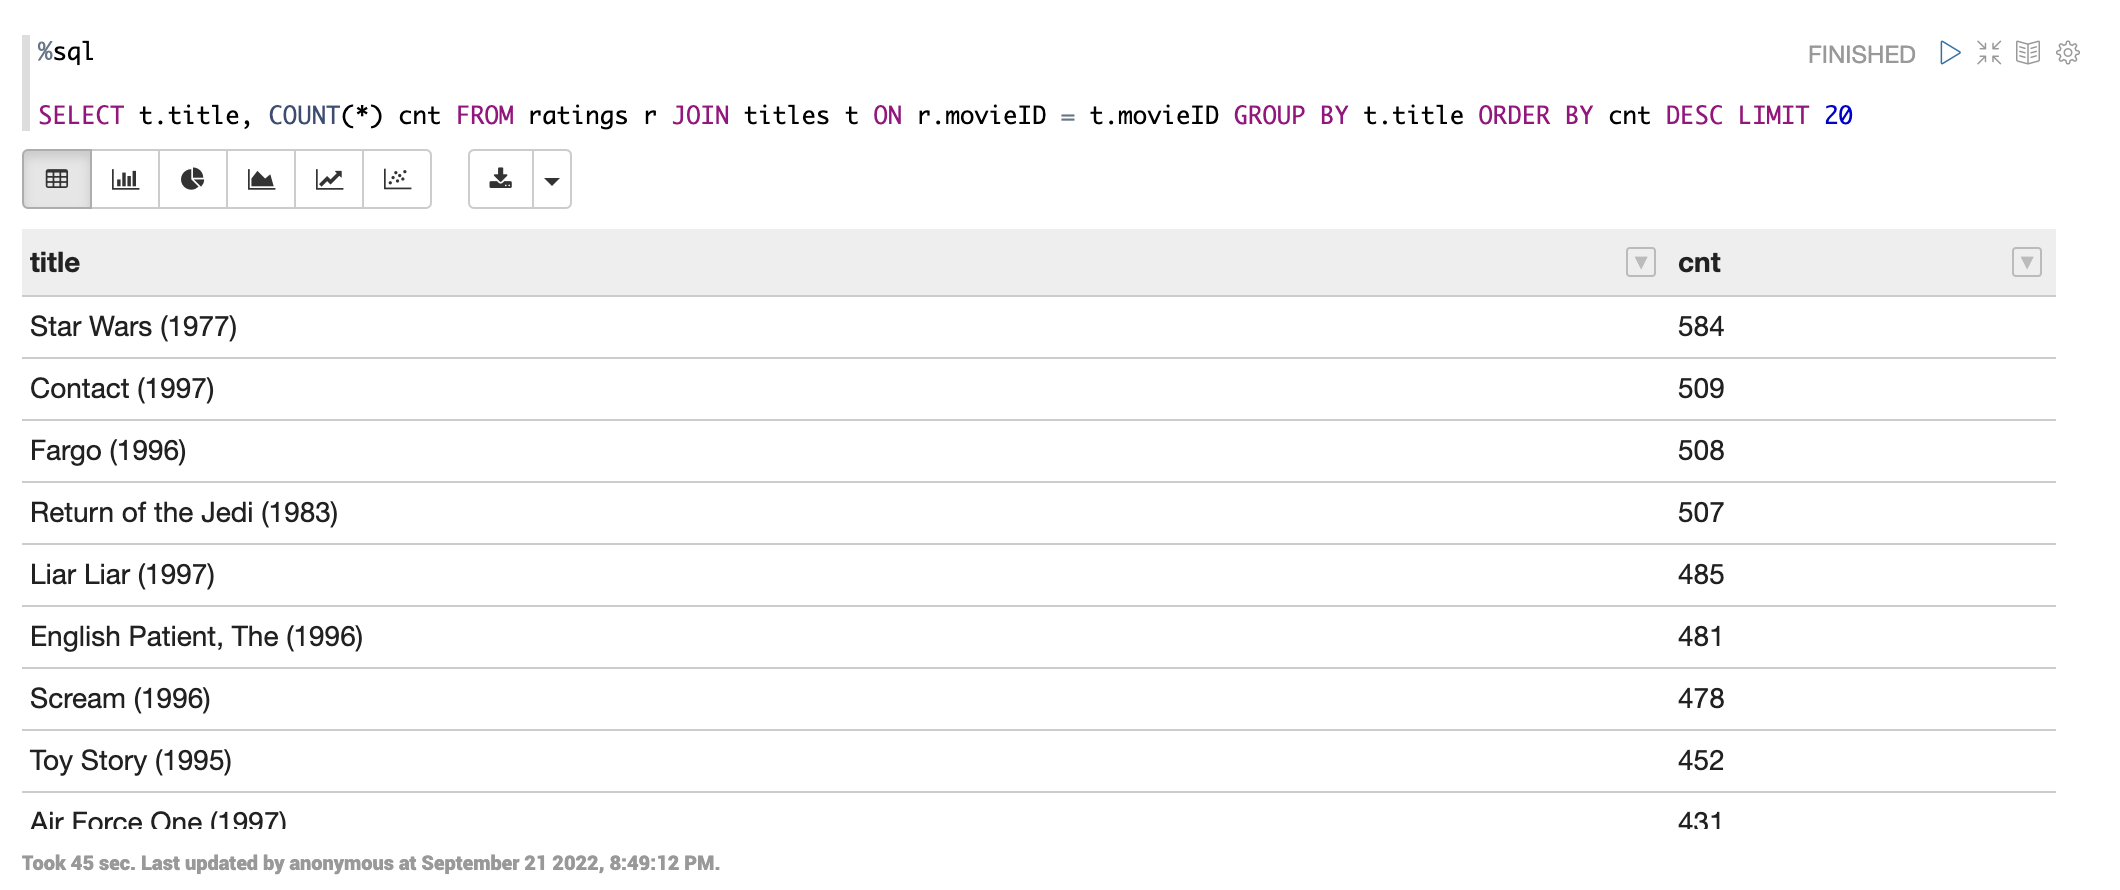 %sql
FINISHED
SELECT t.title, COUNT(*) cnt FROM ratings r JOIN titles t ON r.movieID = t.movieID GROUP BY t.title ORDER BY cnt DESC LIMIT 20
title cnt
Star Wars (1977) 584
Contact (1997) 509
Fargo (1996) 508
Return of the Jedi (1983) 507
Liar Liar (1997) 485
English Patient, The (1996) 481
Scream (1996) 478
Toy Story (1995) 452
Air Force One (1997) 431
Took 45 sec. Last updated by anonymous at September 21 2022, 8:49:12 PM.